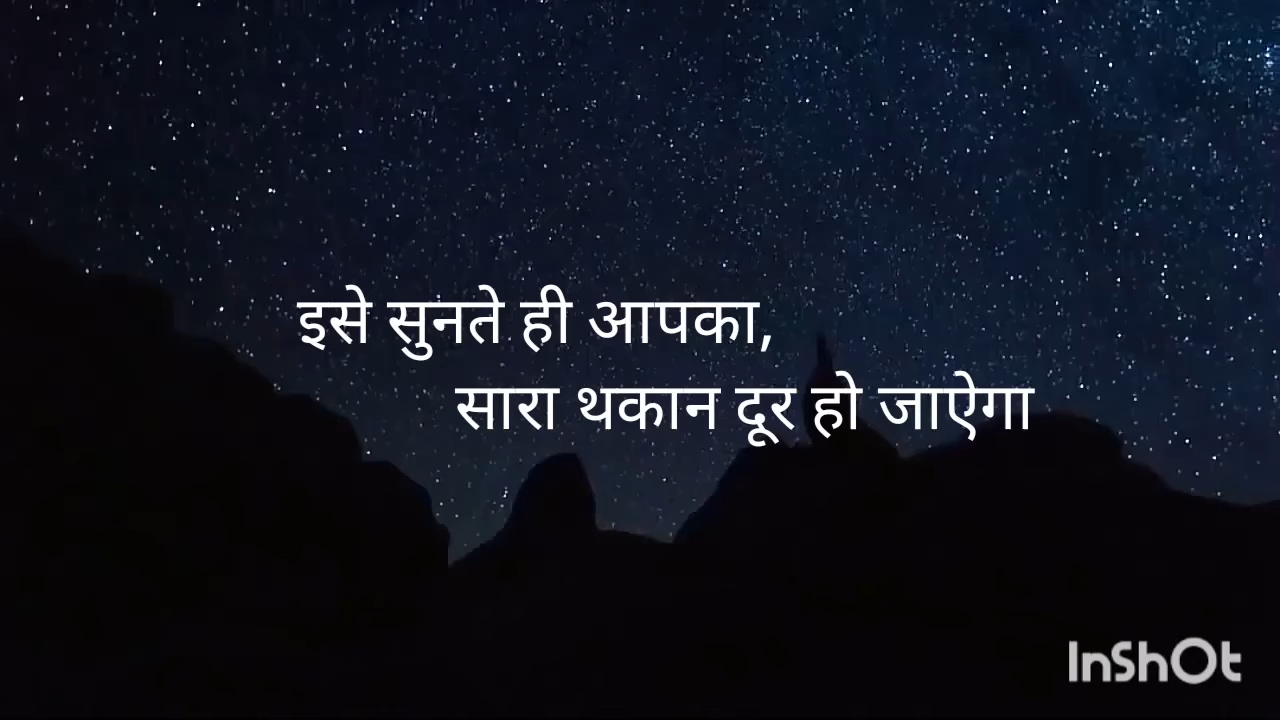 इसे सुनते ही आपका,
सारा थकान दूर हो जाऐगा
InShOt